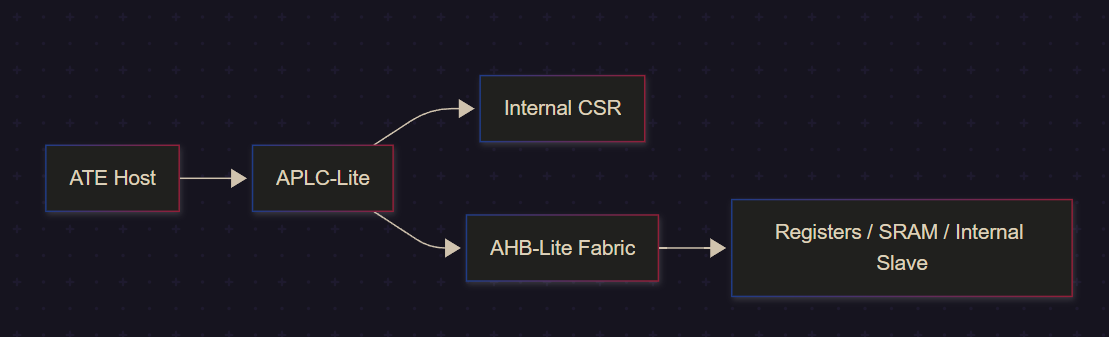 ATE Host
APLC-Lite
Internal CSR
AHB-Lite Fabric
Registers / SRAM / Internal
Slave